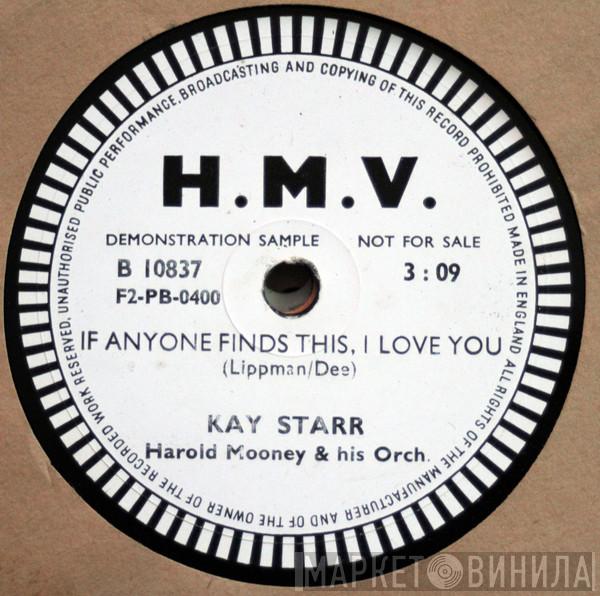 H.M.V.
DEMONSTRATION SAMPLE NOT FOR SALE
B 10837 3 : 09
F2-PB-0400
IF ANYONE FINDS THIS, I LOVE YOU
(Lippman/Dee)
KAY STARR
Harold Mooney & his Orch.
MADE IN ENGLAND ALL RIGHTS OF THE MANUFACTURER AND OF THE OWNER OF THE RECORDED WORK RESERVED, UNAUTHORISED PUBLIC PERFORMANCE, BROADCASTING AND COPYING OF THIS RECORD PROHIBITED
МАРКЕТ ВИНИЛА